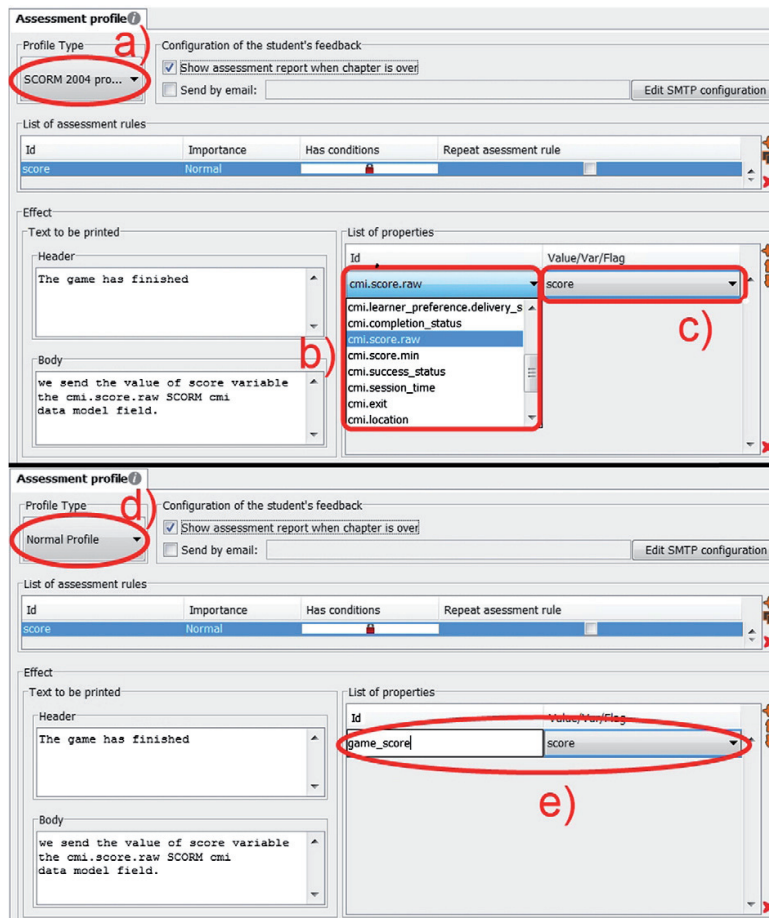 Assessment profile
a)
Profile Type
SCORM 2004 pro...
Configuration of the student's feedback
Show assessment report when chapter is over
Send by email:
Edit SMTP configuration
List of assessment rules
Id Importance Has conditions Repeat asessment rule
score Normal
Effect
Text to be printed
Header
The game has finished
Body
we send the value of score variable
the cmi.score.raw SCORM cmi
data model field.
List of properties
Id Value/Var/Flag
cmi.score.raw score
cmi.learner_preference.delivery_s
cmi.completion_status
cmi.score.raw
cmi.score.min
cmi.success_status
cmi.session_time
cmi.exit
cmi.location
b)
c)
Assessment profile
d)
Profile Type
Normal Profile
Configuration of the student's feedback
Show assessment report when chapter is over
Send by email:
Edit SMTP configuration
List of assessment rules
Id Importance Has conditions Repeat asessment rule
score Normal
Effect
Text to be printed
Header
The game has finished
Body
we send the value of score variable
the cmi.score.raw SCORM cmi
data model field.
List of properties
Id Value/Var/Flag
game_score score
e)